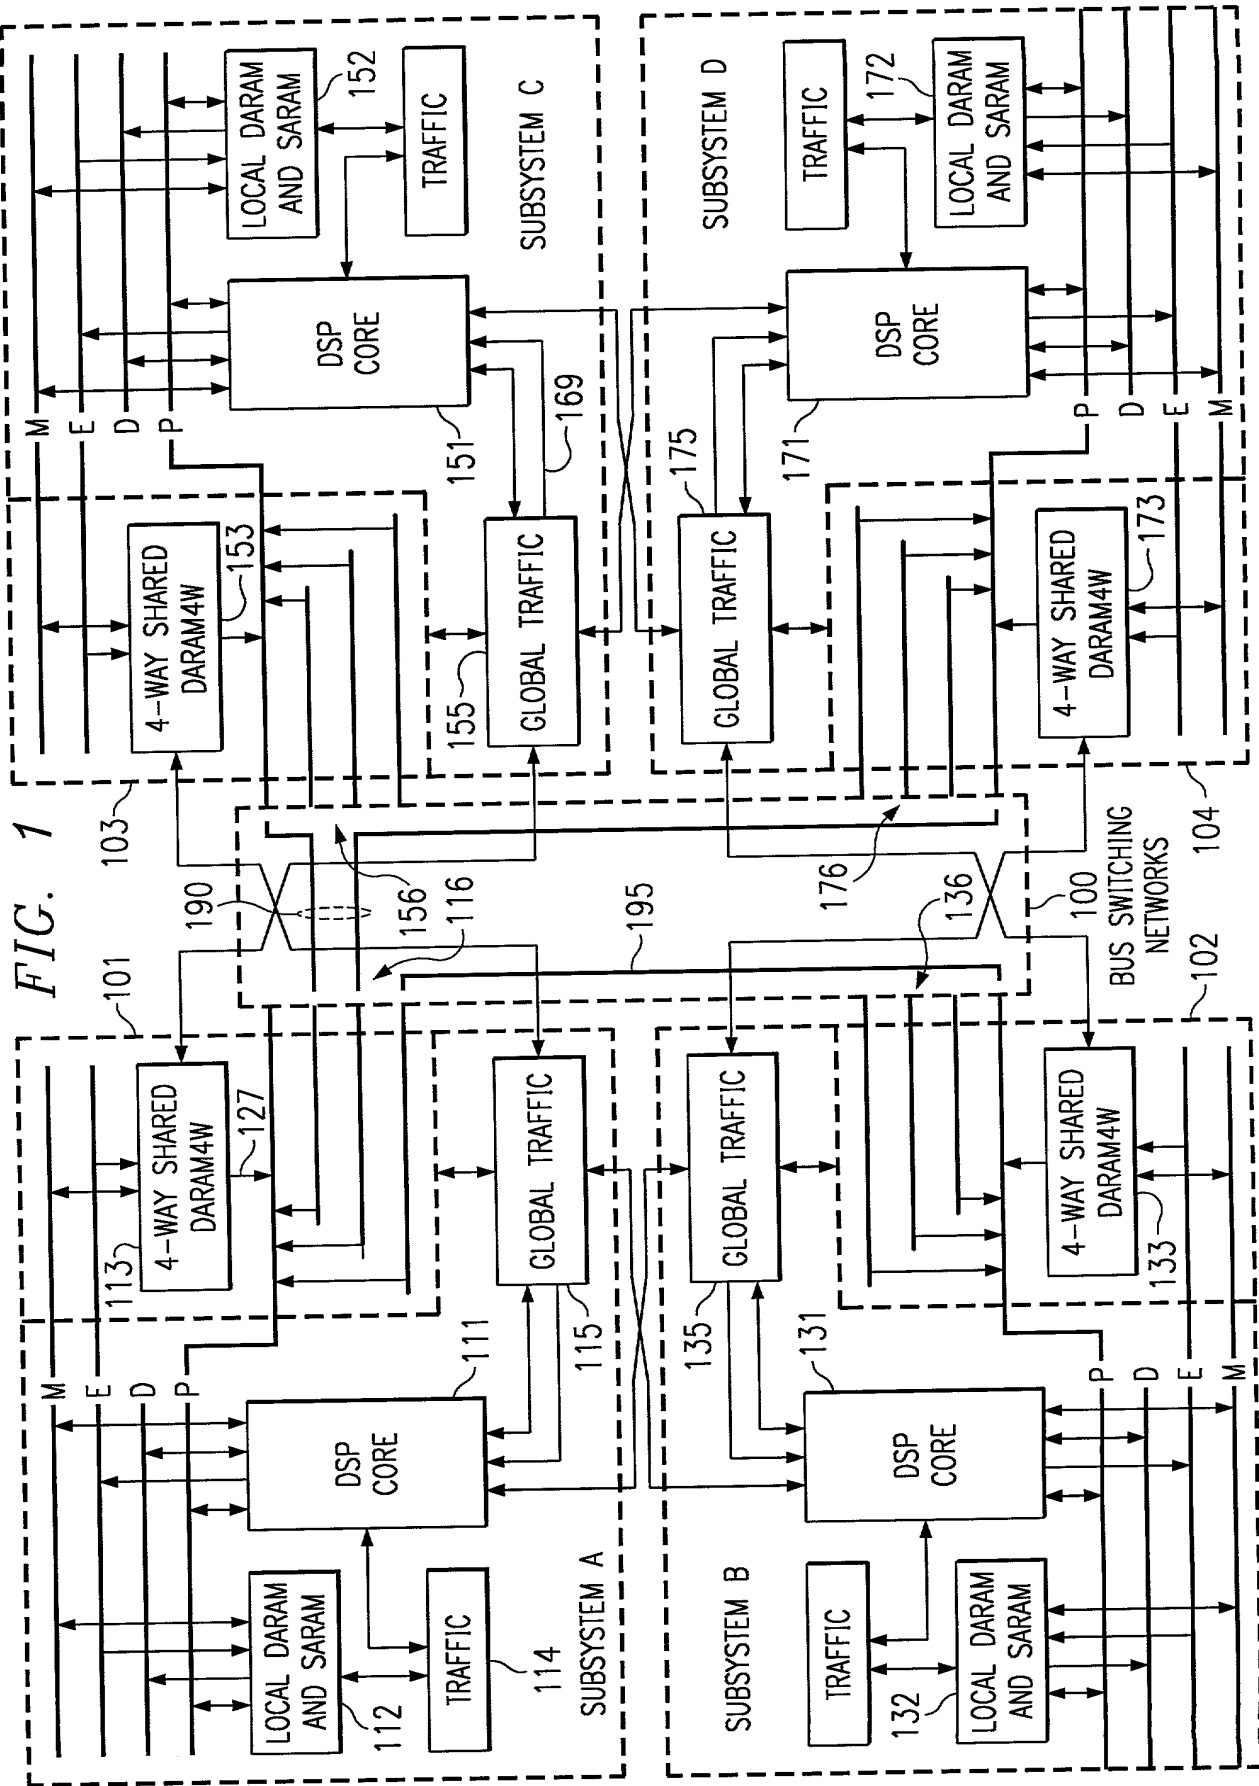 FIG. 1
101
103
M
E
D
P
M
E
D
P
113
4-WAY SHARED
DARAM4W
127
190
4-WAY SHARED
DARAM4W
153
LOCAL DARAM
AND SARAM
112
DSP
CORE
111
156
116
DSP
CORE
151
LOCAL DARAM
AND SARAM
152
TRAFFIC
114
GLOBAL TRAFFIC
115
155
GLOBAL TRAFFIC
169
TRAFFIC
SUBSYSTEM A
SUBSYSTEM C
195
SUBSYSTEM B
SUBSYSTEM D
135
GLOBAL TRAFFIC
GLOBAL TRAFFIC
175
TRAFFIC
131
DSP
CORE
136
176
171
DSP
CORE
TRAFFIC
172
132
LOCAL DARAM
AND SARAM
LOCAL DARAM
AND SARAM
4-WAY SHARED
DARAM4W
133
100
4-WAY SHARED
DARAM4W
173
P
D
E
M
P
D
E
M
BUS SWITCHING
NETWORKS
102
104